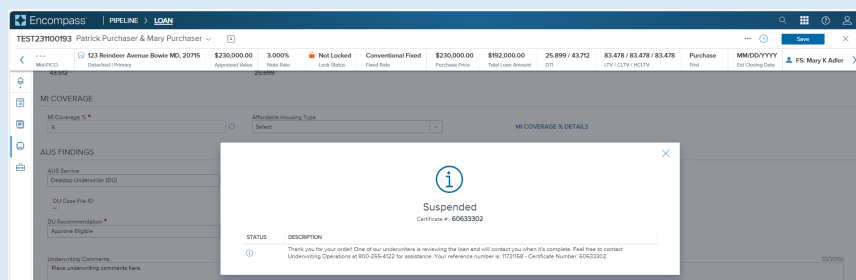 Encompass PIPELINE > LOAN
TEST231100193 Patrick Purchaser & Mary Purchaser
Save
--- 123 Reindeer Avenue Bowie MD, 20715 $230,000.00 3.000% Not Locked Conventional Fixed $230,000.00 $192,000.00 25.899 / 43.712 83.478 / 83.478 / 83.478 Purchase MM/DD/YYYY FS: Mary K Adler
Mid-FICO Detached | Primary Appraised Value Note Rate Lock Status Fixed Rate Purchase Price Total Loan Amount DTI LTV / CLTV / HCLTV First Est Closing Date
43.512 25.699
MI COVERAGE
MI Coverage % * Affordable Housing Type
6 Select MI COVERAGE % DETAILS
AUS FINDINGS
AUS Service
Desktop Underwriter (DU)
DU Case File ID
--
DU Recommendation *
Approve Eligible
Underwriting Comments 33/2000
Place underwriting comments here
Suspended
Certificate #: 60633302
STATUS DESCRIPTION
Thank you for your order! One of our underwriters is reviewing the loan and will contact you when it's complete. Feel free to contact
Underwriting Operations at 800-256-4122 for assistance. Your reference number is: 11721158 - Certificate Number: 60633302.